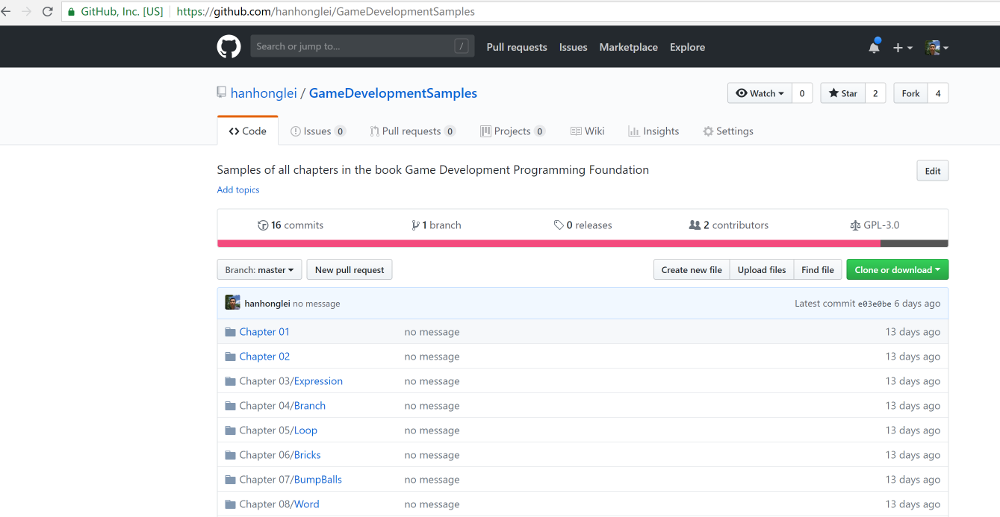 GitHub, Inc. [US] https://github.com/hanhonglei/GameDevelopmentSamples
Search or jump to... / Pull requests Issues Marketplace Explore
hanhonglei / GameDevelopmentSamples Watch 0 Star 2 Fork 4
Code Issues 0 Pull requests 0 Projects 0 Wiki Insights Settings
Samples of all chapters in the book Game Development Programming Foundation Edit
Add topics
16 commits 1 branch 0 releases 2 contributors GPL-3.0
Branch: master New pull request Create new file Upload files Find file Clone or download
hanhonglei no message Latest commit e03e0be 6 days ago
Chapter 01 no message 13 days ago
Chapter 02 no message 13 days ago
Chapter 03/Expression no message 13 days ago
Chapter 04/Branch no message 13 days ago
Chapter 05/Loop no message 13 days ago
Chapter 06/Bricks no message 13 days ago
Chapter 07/BumpBalls no message 13 days ago
Chapter 08/Word no message 13 days ago